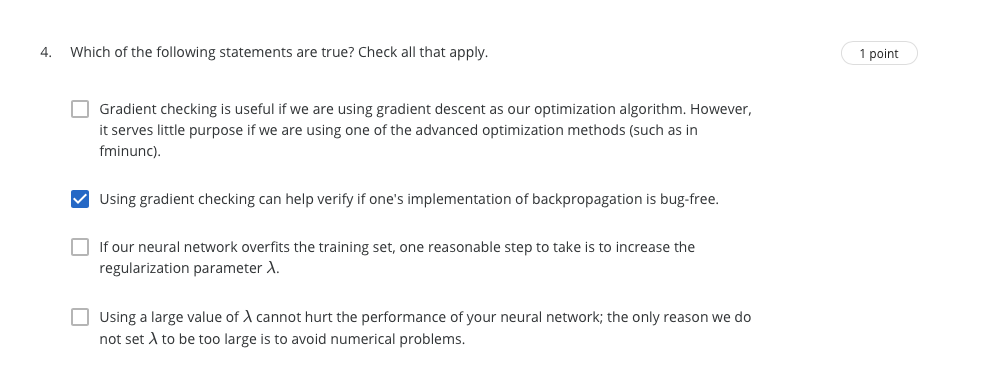 4. Which of the following statements are true? Check all that apply.
1 point
Gradient checking is useful if we are using gradient descent as our optimization algorithm. However,
it serves little purpose if we are using one of the advanced optimization methods (such as in
fminunc).
Using gradient checking can help verify if one's implementation of backpropagation is bug-free.
If our neural network overfits the training set, one reasonable step to take is to increase the
regularization parameter λ.
Using a large value of λ cannot hurt the performance of your neural network; the only reason we do
not set λ to be too large is to avoid numerical problems.